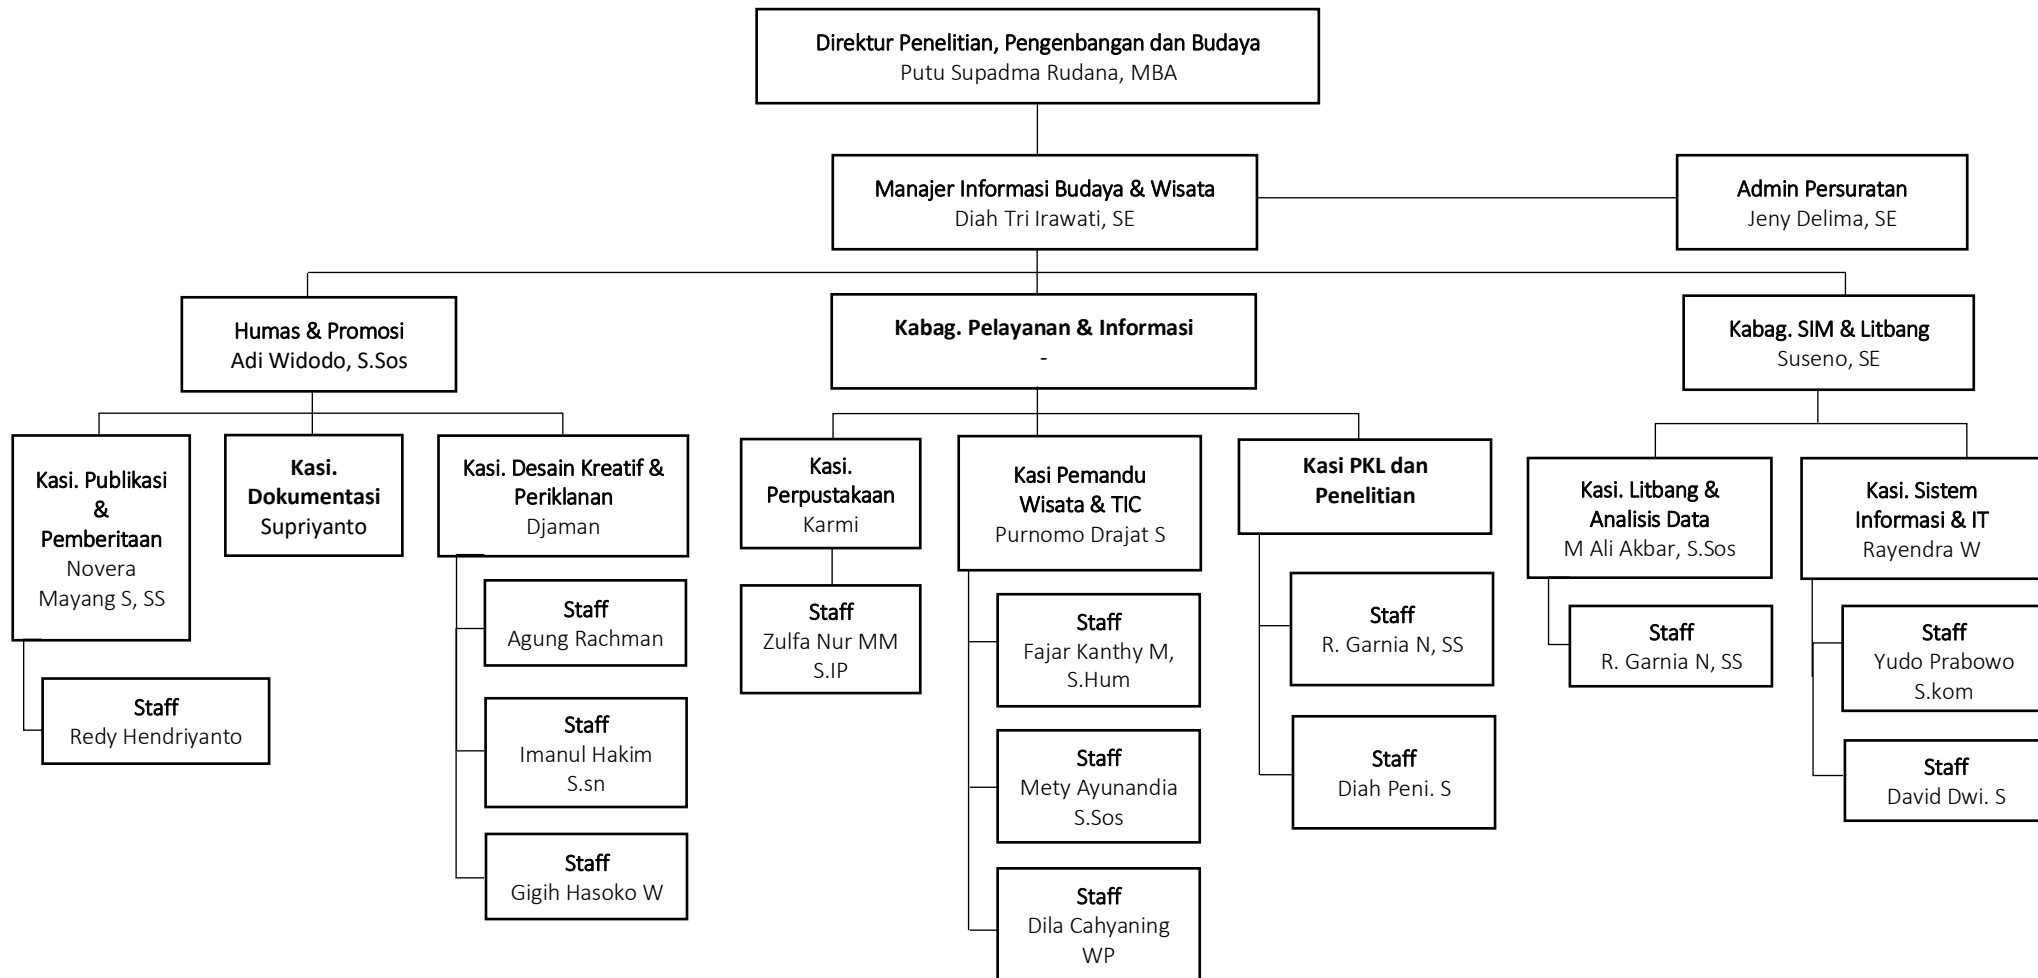 Direktur Penelitian, Pengenbangan dan Budaya
Putu Supadma Rudana, MBA
Manajer Informasi Budaya & Wisata
Diah Tri Irawati, SE
Admin Persuratan
Jeny Delima, SE
Humas & Promosi
Adi Widodo, S.Sos
Kabag. Pelayanan & Informasi
-
Kabag. SIM & Litbang
Suseno, SE
Kasi. Publikasi
&
Pemberitaan
Novera
Mayang S, SS
Staff
Redy Hendriyanto
Kasi.
Dokumentasi
Supriyanto
Kasi. Desain Kreatif &
Periklanan
Djaman
Staff
Agung Rachman
Staff
Imanul Hakim
S.sn
Staff
Gigih Hasoko W
Kasi.
Perpustakaan
Karmi
Staff
Zulfa Nur MM
S.IP
Kasi Pemandu
Wisata & TIC
Purnomo Drajat S
Staff
Fajar Kanthy M,
S.Hum
Staff
Mety Ayunandia
S.Sos
Staff
Dila Cahyaning
WP
Kasi PKL dan
Penelitian
Staff
R. Garnia N, SS
Staff
Diah Peni. S
Kasi. Litbang &
Analisis Data
M Ali Akbar, S.Sos
Staff
R. Garnia N, SS
Kasi. Sistem
Informasi & IT
Rayendra W
Staff
Yudo Prabowo
S.kom
Staff
David Dwi. S